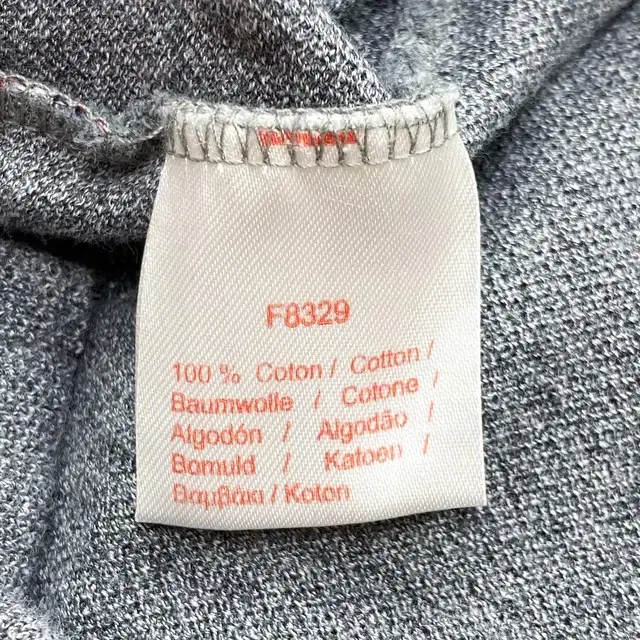 F8329
100 % Coton / Cotton /
Baumwolle / Cotone /
Algodón / Algodão /
Bomuld / Katoen /
Βαμβάκι / Koton